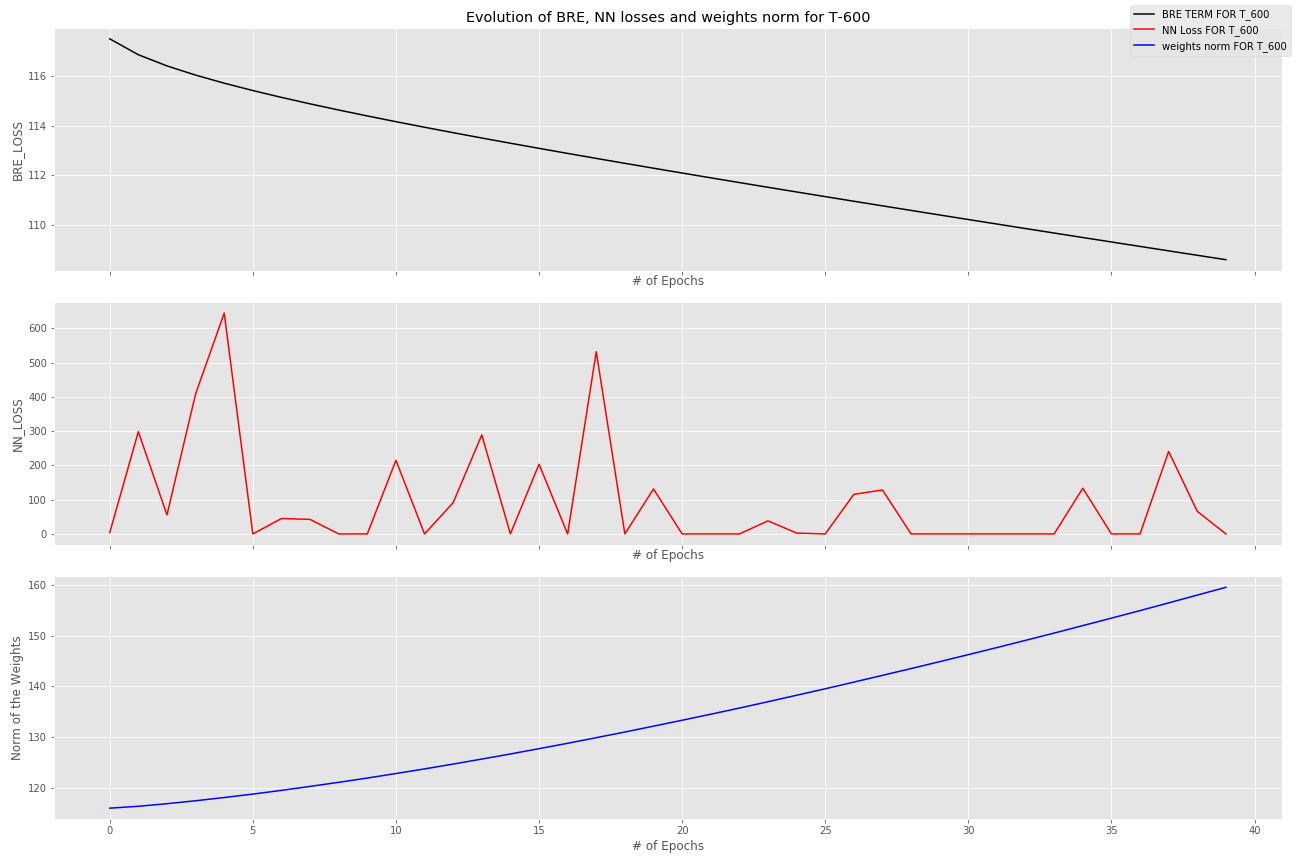 Evolution of BRE, NN losses and weights norm for T-600
BRE TERM FOR T_600
NN Loss FOR T_600
weights norm FOR T_600
BRE_LOSS
116
114
112
110
# of Epochs
NN_LOSS
600
500
400
300
200
100
0
# of Epochs
Norm of the Weights
160
150
140
130
120
0 5 10 15 20 25 30 35 40
# of Epochs